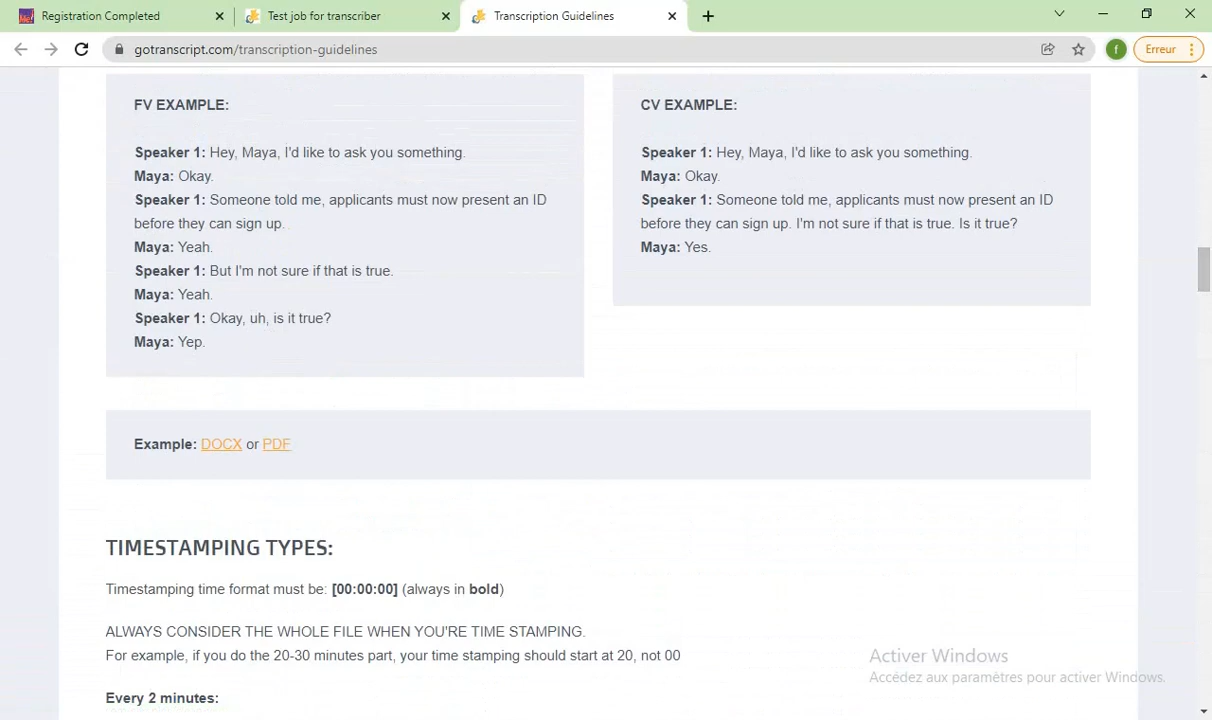 Registration Completed
Test job for transcriber
Transcription Guidelines
gotranscript.com/transcription-guidelines
f
Erreur
FV EXAMPLE:
Speaker 1: Hey, Maya, I'd like to ask you something.
Maya: Okay.
Speaker 1: Someone told me, applicants must now present an ID
before they can sign up.
Maya: Yeah.
Speaker 1: But I'm not sure if that is true.
Maya: Yeah.
Speaker 1: Okay, uh, is it true?
Maya: Yep.
CV EXAMPLE:
Speaker 1: Hey, Maya, I'd like to ask you something.
Maya: Okay.
Speaker 1: Someone told me, applicants must now present an ID
before they can sign up. I'm not sure if that is true. Is it true?
Maya: Yes.
Example: DOCX or PDF
TIMESTAMPING TYPES:
Timestamping time format must be: [00:00:00] (always in bold)
ALWAYS CONSIDER THE WHOLE FILE WHEN YOU'RE TIME STAMPING.
For example, if you do the 20-30 minutes part, your time stamping should start at 20, not 00
Every 2 minutes:
Activer Windows
Accédez aux paramètres pour activer Windows.